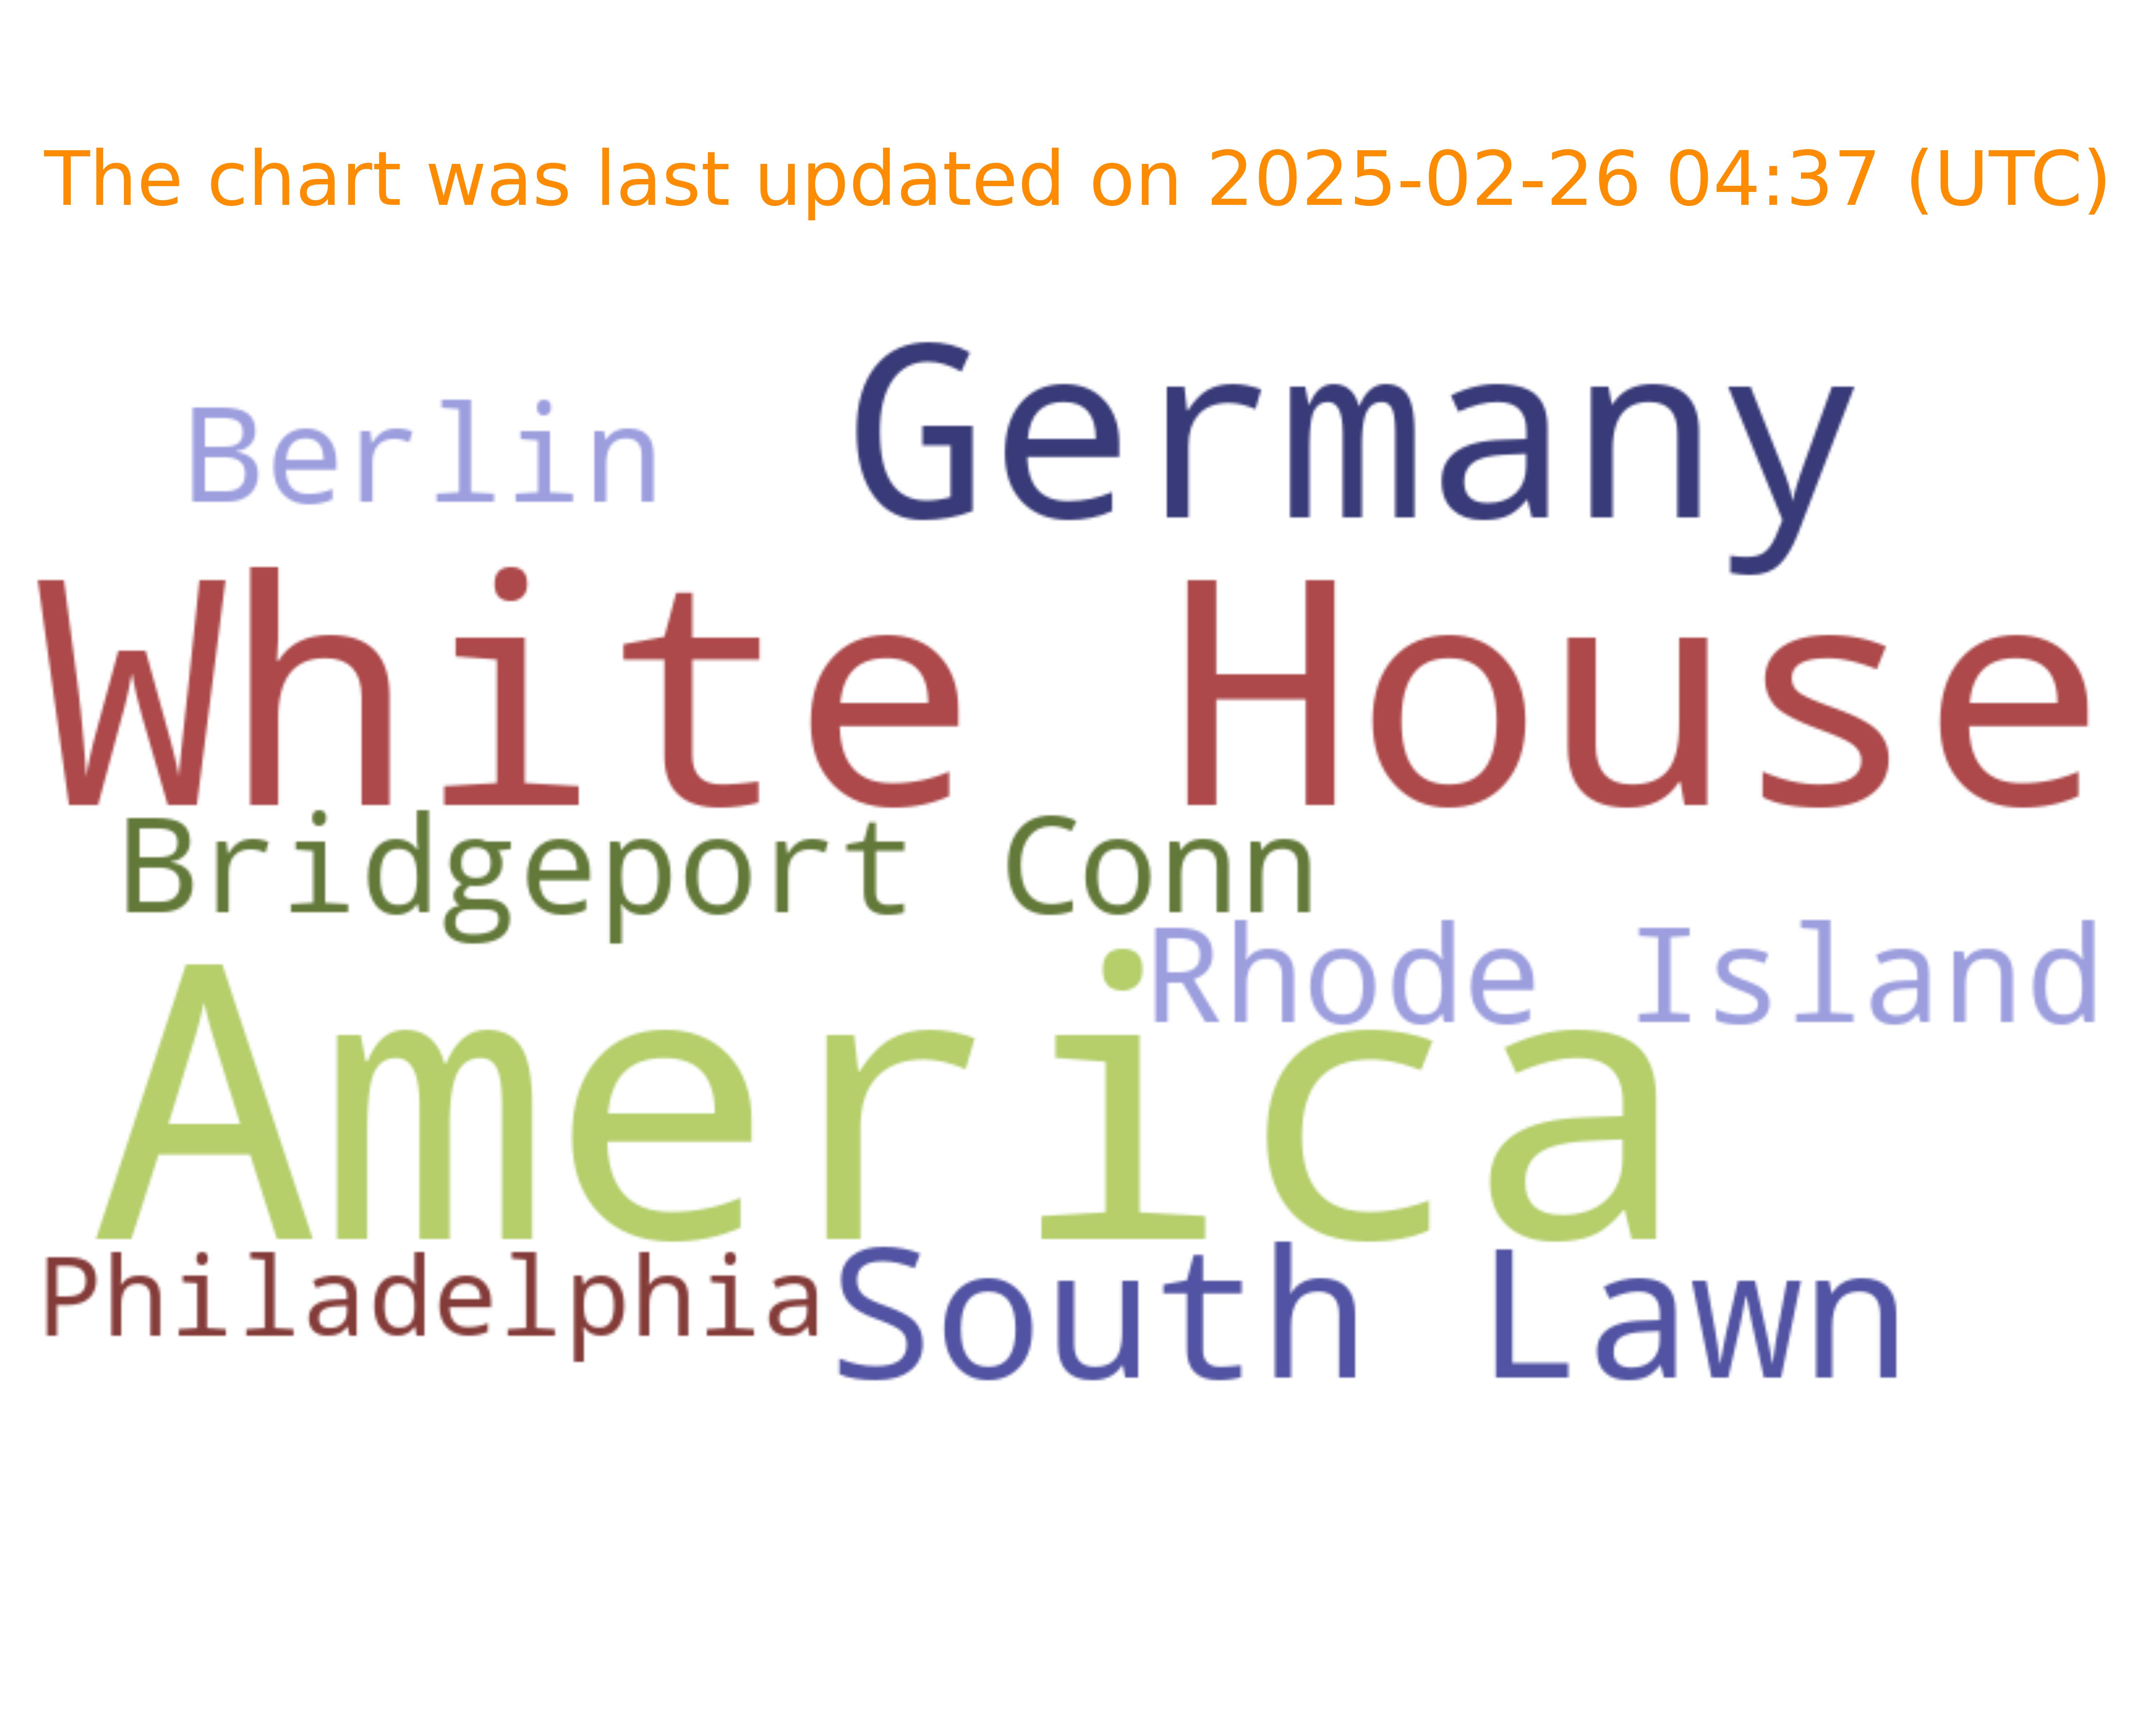 The chart was last updated on 2025-02-26 04:37 (UTC)
Berlin Germany
White House
Bridgeport Conn
Rhode Island
America
Philadelphia South Lawn